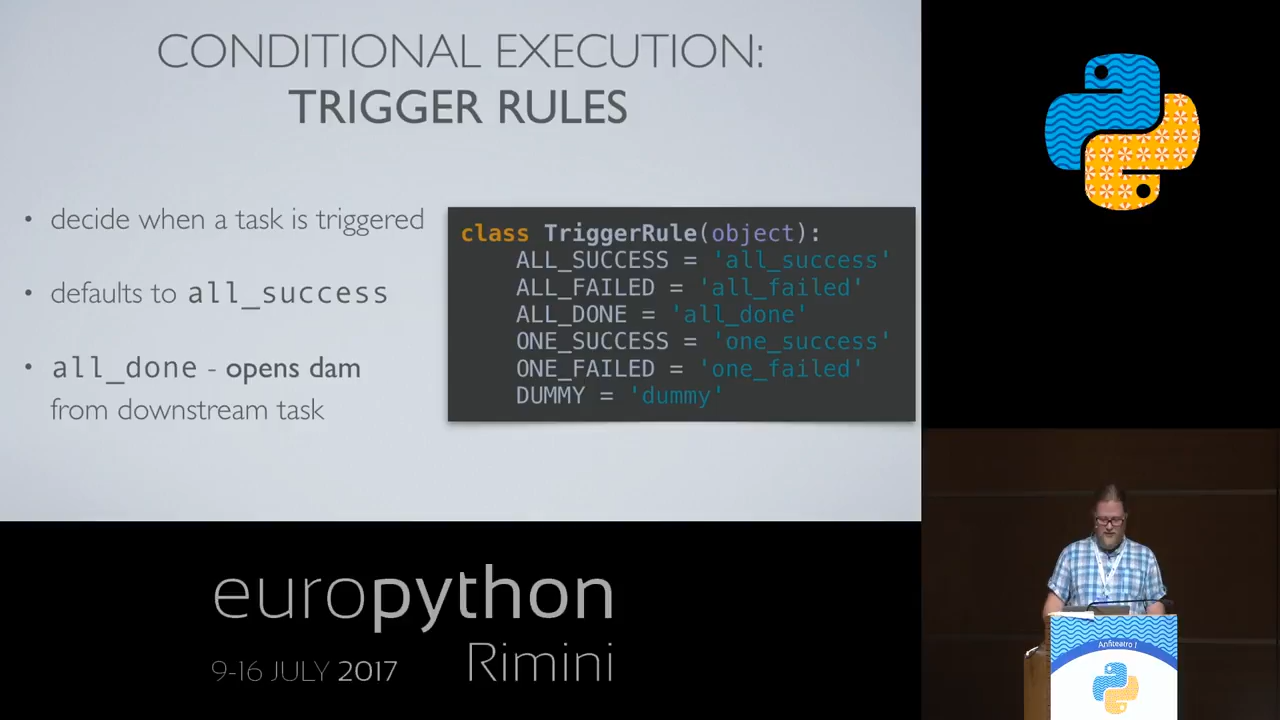 CONDITIONAL EXECUTION:
TRIGGER RULES
• decide when a task is triggered
• defaults to all_success
• all_done - opens dam
from downstream task
class TriggerRule(object):
ALL_SUCCESS = 'all_success'
ALL_FAILED = 'all_failed'
ALL_DONE = 'all_done'
ONE_SUCCESS = 'one_success'
ONE_FAILED = 'one_failed'
DUMMY = 'dummy'
europython
9-16 JULY 2017 Rimini
Anfiteatro 1